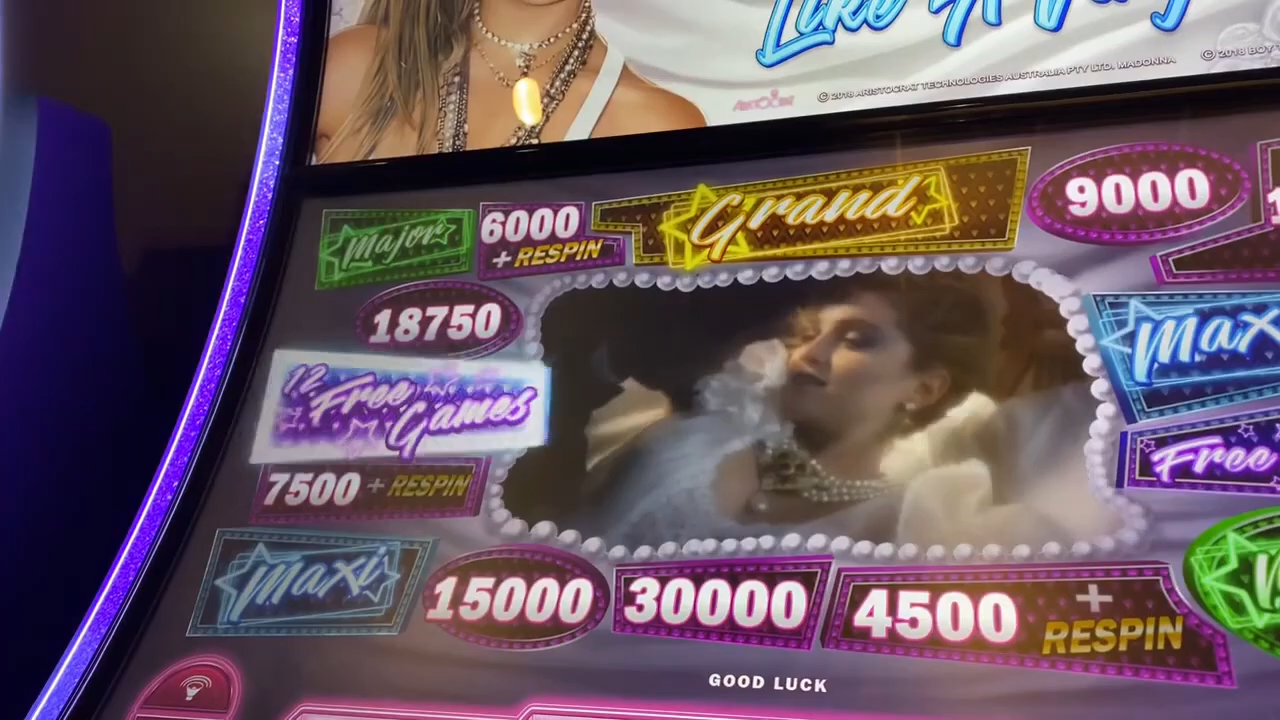 Like A
ARISTOCRAT
© 2018 ARISTOCRAT TECHNOLOGIES AUSTRALIA PTY LTD. MADONNA
© 2018 BOY
Major
6000
+ RESPIN
Grand
9000
18750
Maxi
12 Free Games
Free
7500 + RESPIN
Maxi
15000
30000
4500
+ RESPIN
GOOD LUCK